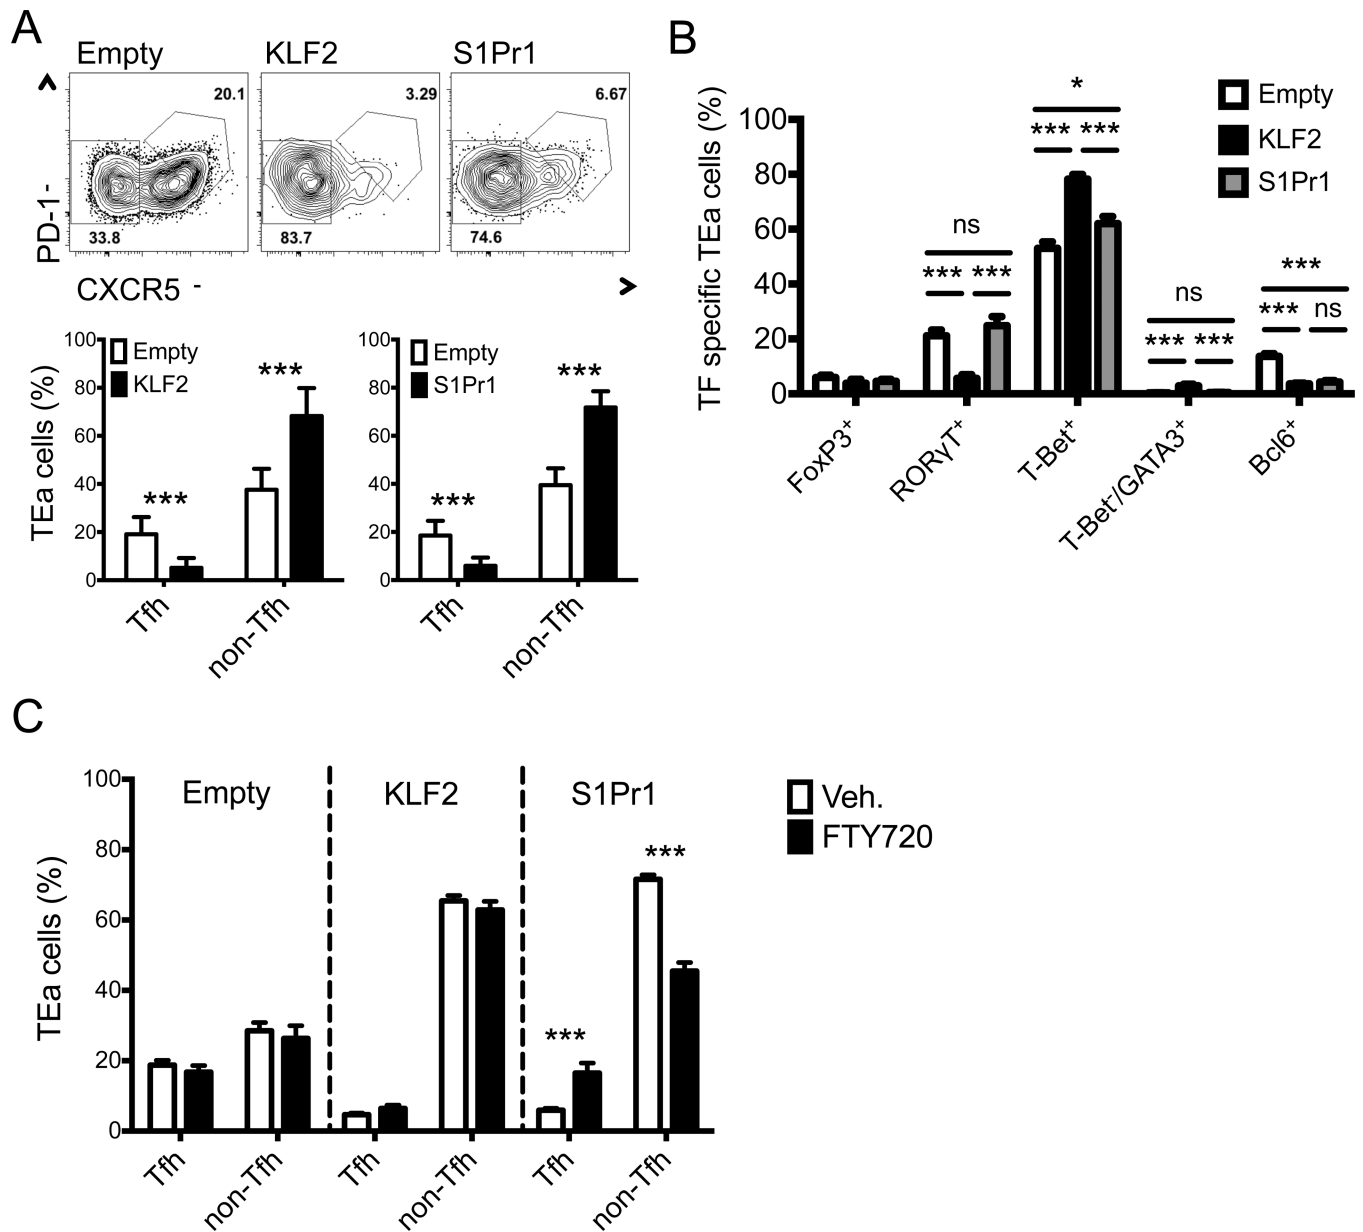 A
Empty
KLF2
S1Pr1
20.1
3.29
6.67
33.8
83.7
74.6
PD-1
CXCR5
TEa cells (%)
100
80
60
40
20
0
Empty
KLF2
***
***
Tfh
non-Tfh
100
80
60
40
20
0
Empty
S1Pr1
***
***
Tfh
non-Tfh
B
TF specific TEa cells (%)
100
80
60
40
20
0
Empty
KLF2
S1Pr1
ns
*** ***
*
*** ***
ns
*** ***
***
*** ns
FoxP3⁺
RORγT⁺
T-Bet⁺
T-Bet⁻/GATA3⁺
Bcl6⁺
C
TEa cells (%)
100
80
60
40
20
0
Empty
KLF2
S1Pr1
***
***
Veh.
FTY720
Tfh
non-Tfh
Tfh
non-Tfh
Tfh
non-Tfh